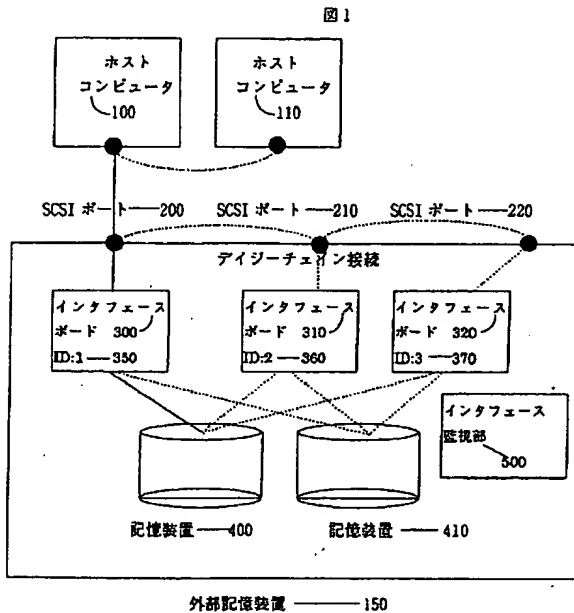 図1
ホスト
コンピュータ
100
ホスト
コンピュータ
110
SCSI ポート 200
SCSI ポート 210
SCSI ポート 220
デイジーチェイン接続
インタフェース
ボード 300
ID:1 350
インタフェース
ボード 310
ID:2 360
インタフェース
ボード 320
ID:3 370
インタフェース
監視部
500
記憶装置 400
記憶装置 410
外部記憶装置 150